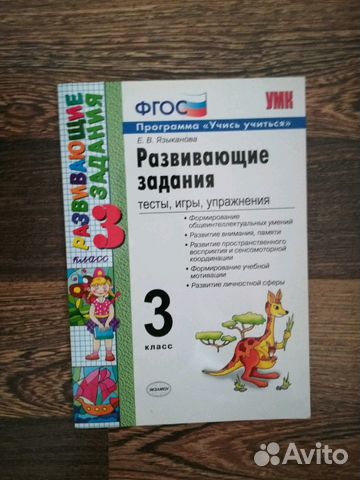 РАЗВИВАЮЩИЕ
ЗАДАНИЯ
3
класс
ФГОС
УМК
Программа «Учись учиться»
Е. В. Языканова
Развивающие
задания
тесты, игры, упражнения
• Формирование
общеинтеллектуальных умений
• Развитие внимания, памяти
• Развитие пространственного
восприятия и сенсомоторной
координации
• Формирование учебной
мотивации
• Развитие личностной сферы
3
класс
ЭКЗАМЕН
Avito